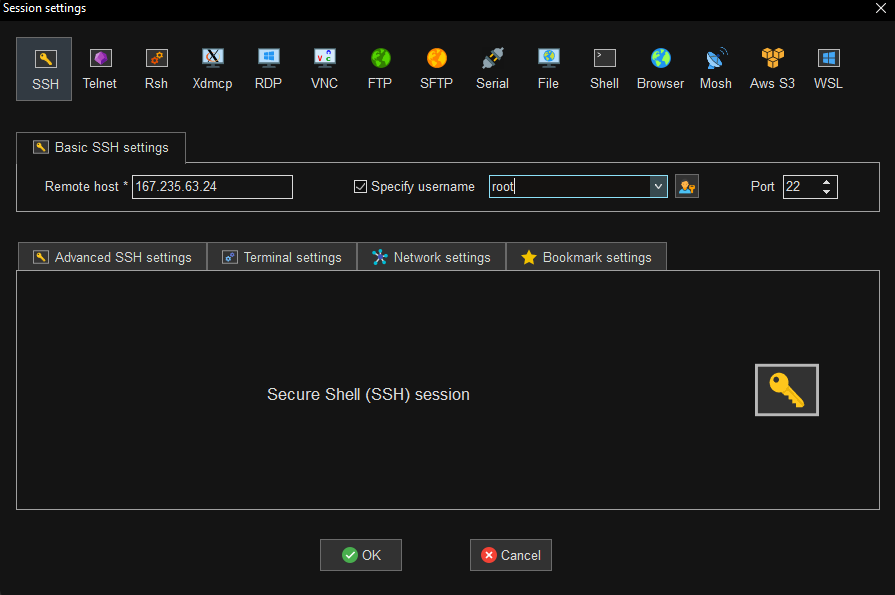 Session settings
SSH Telnet Rsh Xdmcp RDP VNC FTP SFTP Serial File Shell Browser Mosh Aws S3 WSL
Basic SSH settings
Remote host * 167.235.63.24 Specify username root Port 22
Advanced SSH settings Terminal settings Network settings Bookmark settings
Secure Shell (SSH) session
OK Cancel